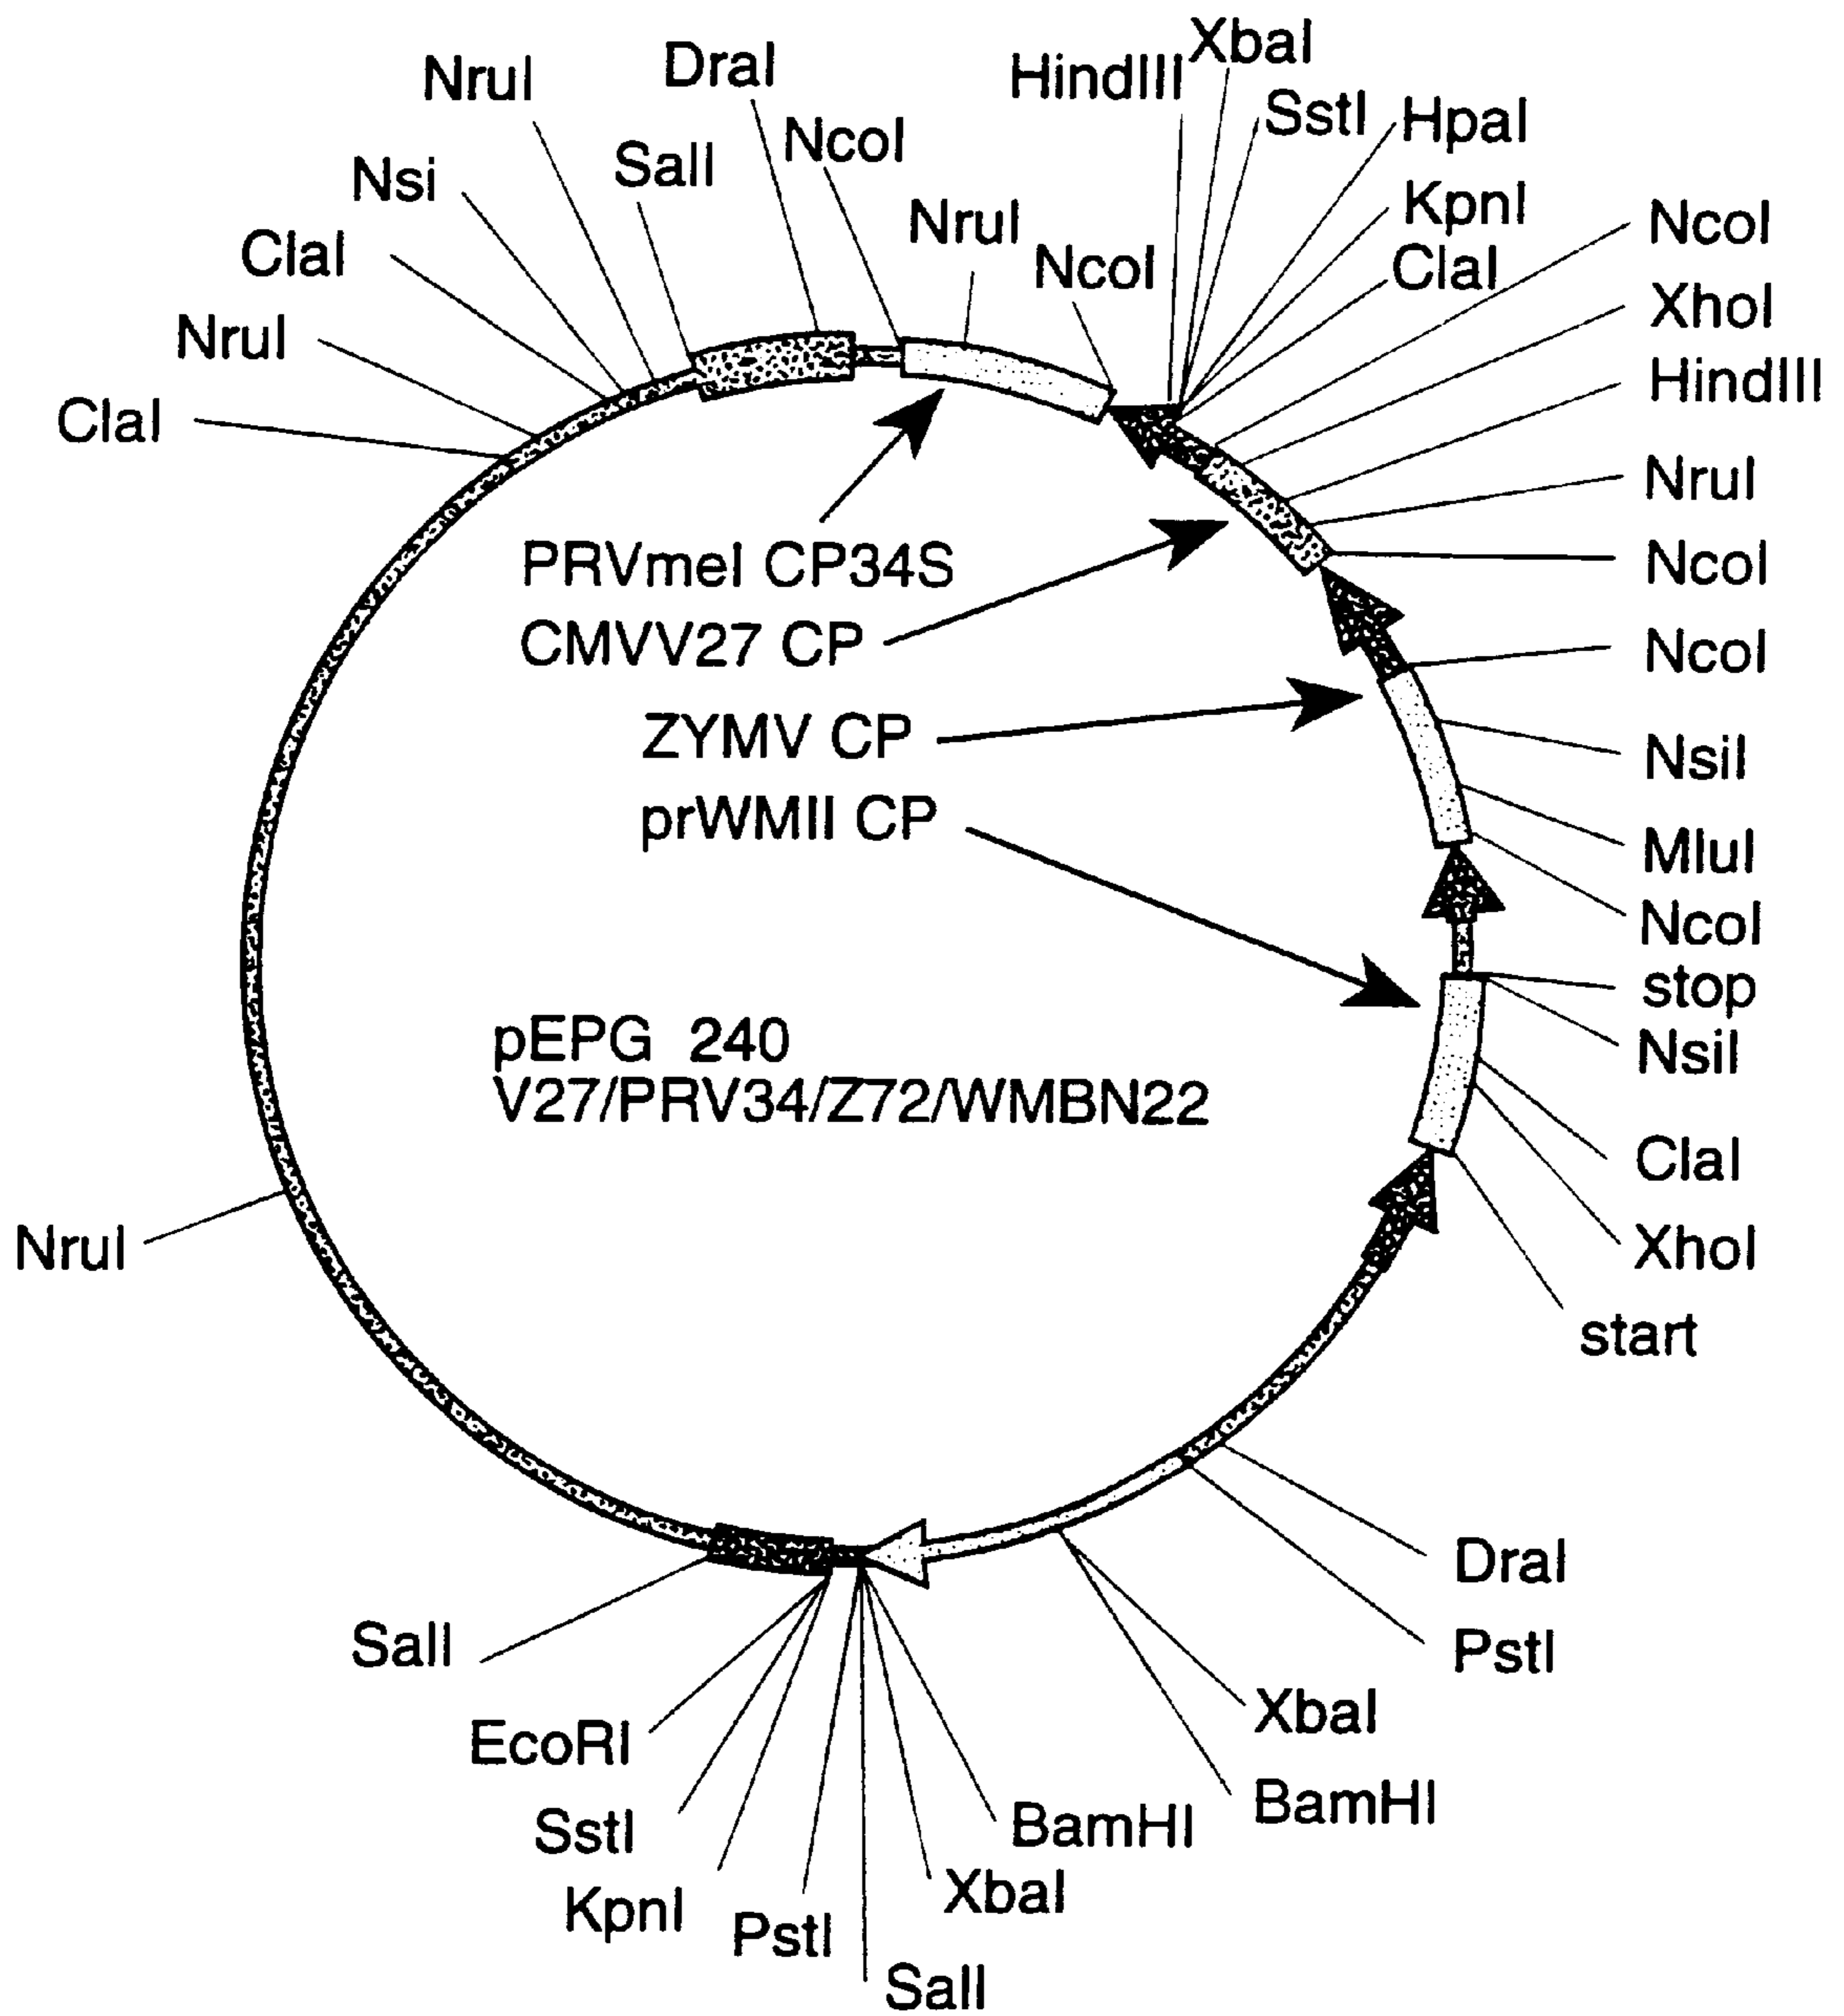 XbaI
HindIII
DraI
NruI
SstI
HpaI
NcoI
SalI
Nsi
KpnI
NcoI
NruI
ClaI
NcoI
ClaI
XhoI
NruI
HindIII
ClaI
NruI
PRVmel CP34S
NcoI
CMVV27 CP
NcoI
ZYMV CP
NsiI
prWMII CP
MluI
NcoI
stop
pEPG 240
NsiI
V27/PRV34/Z72/WMBN22
ClaI
NruI
XhoI
start
DraI
SalI
PstI
XbaI
EcoRI
BamHI
SstI
BamHI
XbaI
KpnI
PstI
SalI